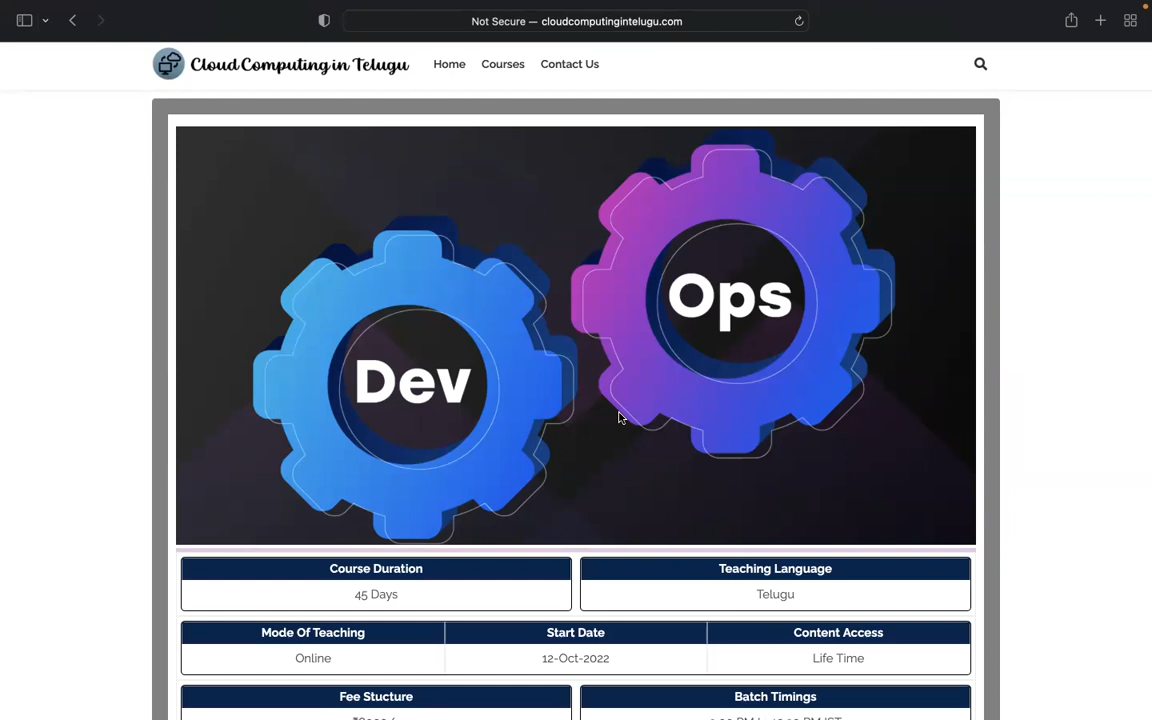 Not Secure — cloudcomputingintelugu.com
Cloud Computing in Telugu Home Courses Contact Us
Ops
Dev
Course Duration Teaching Language
45 Days Telugu
Mode Of Teaching Start Date Content Access
Online 12-Oct-2022 Life Time
Fee Stucture Batch Timings